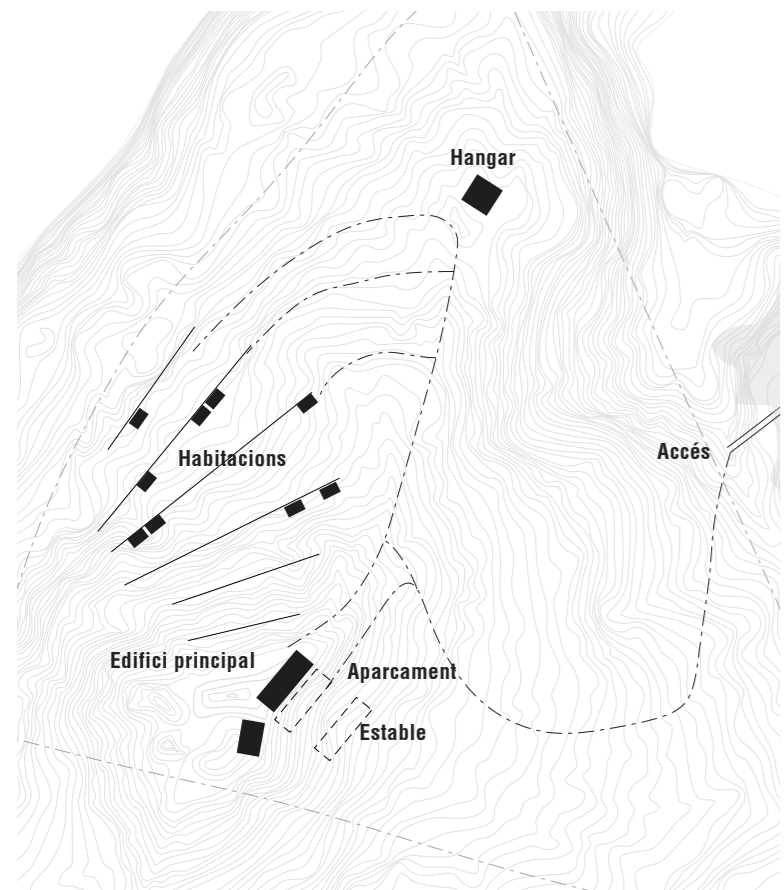 Hangar
Accés
Habitacions
Edifici principal
Aparcament
Estable